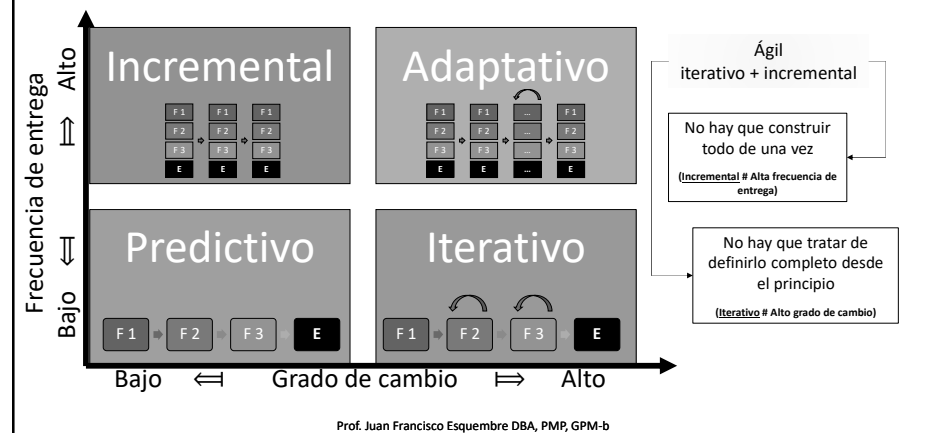 Frecuencia de entrega
Bajo ⇐ ⇒ Alto
Incremental
F 1 F 1 F 1
F 2 F 2 F 2
F 3 F 3 F 3
E E E
Adaptativo
F 1 F 1 ... F 1
F 2 F 2 ... F 2
F 3 F 3 ... F 3
E E ... E
Predictivo
F 1 F 2 F 3 E
Iterativo
F 1 F 2 F 3 E
Bajo ⟸ Grado de cambio ⟹ Alto
Ágil
iterativo + incremental
No hay que construir
todo de una vez
(Incremental # Alta frecuencia de
entrega)
No hay que tratar de
definirlo completo desde
el principio
(Iterativo # Alto grado de cambio)
Prof. Juan Francisco Esquembre DBA, PMP, GPM-b